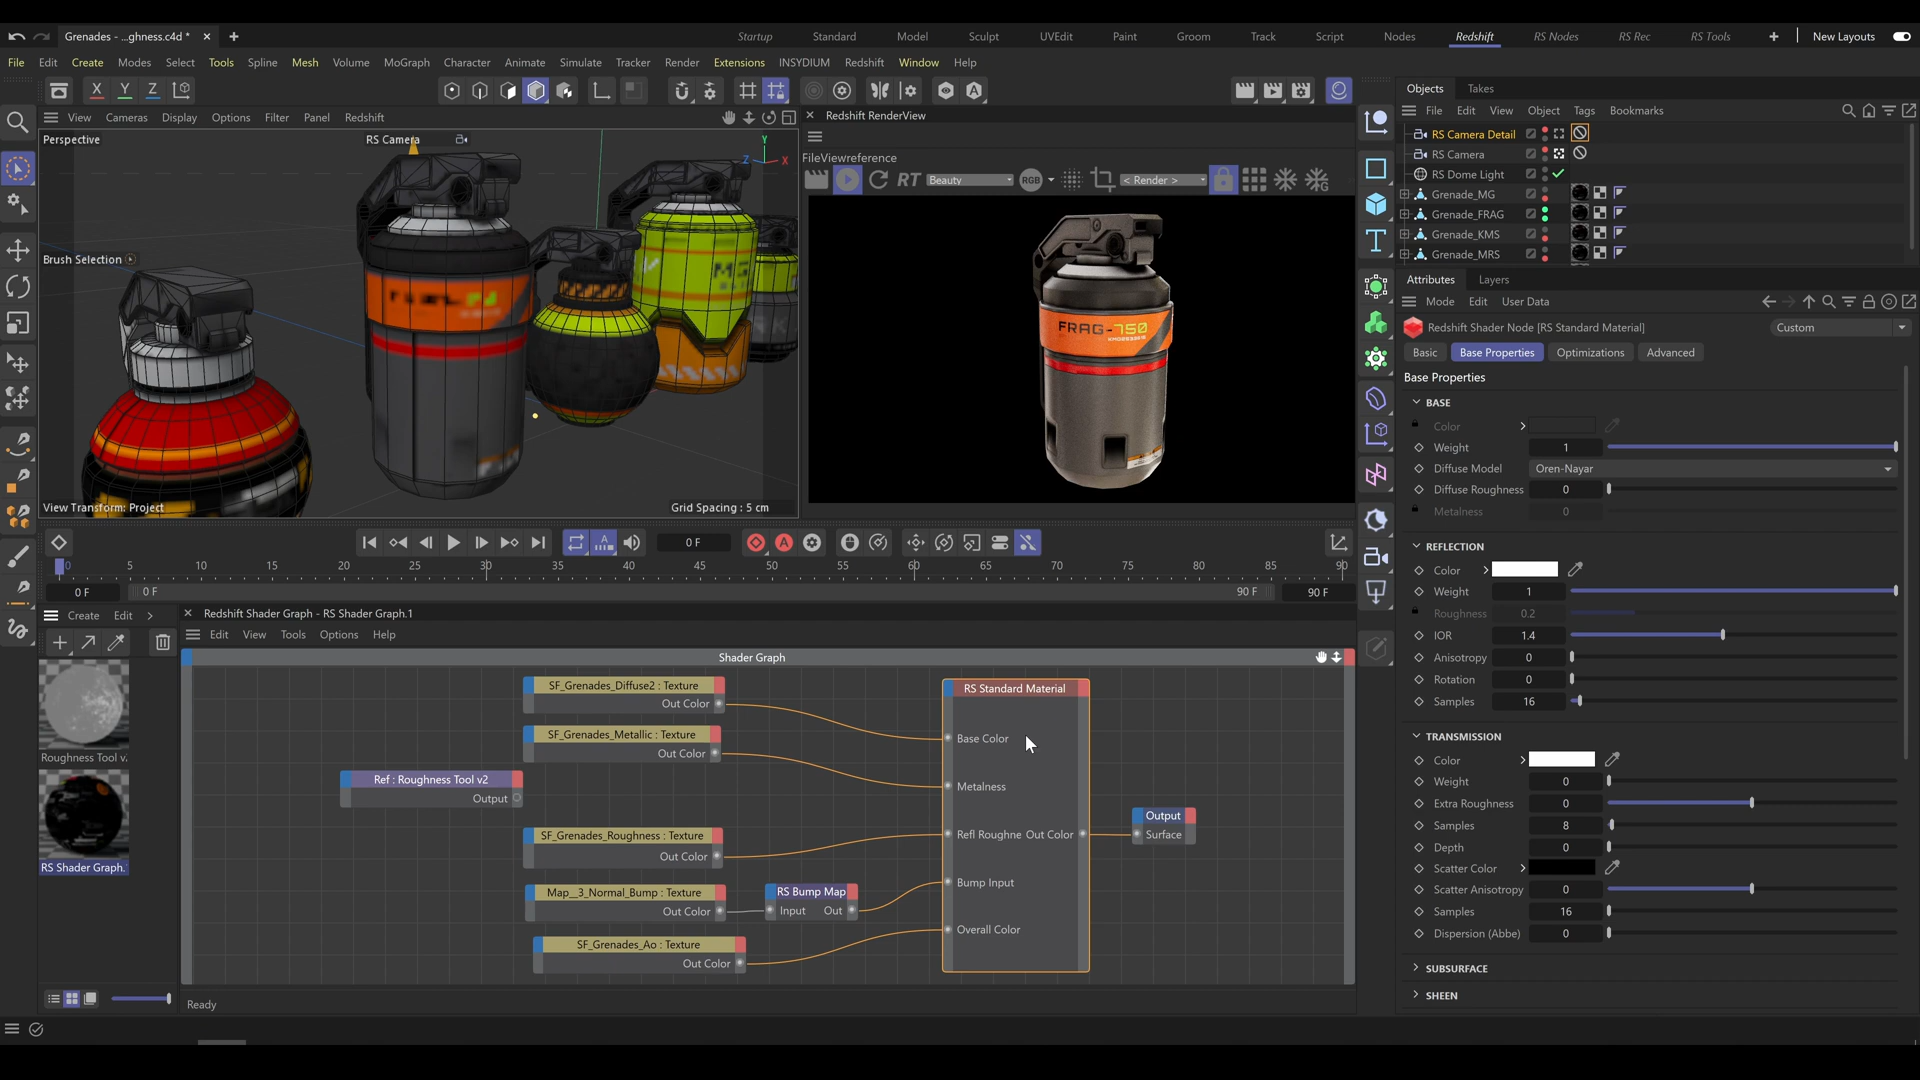 Grenades - ...ghness.c4d *
Startup Standard Model Sculpt UVEdit Paint Groom Track Script Nodes Redshift RS Nodes RS Rec RS Tools New Layouts
File Edit Create Modes Select Tools Spline Mesh Volume MoGraph Character Animate Simulate Tracker Render Extensions INSYDIUM Redshift Window Help
X Y Z
View Cameras Display Options Filter Panel Redshift
Perspective
RS Camera
Y
Z X
Brush Selection
View Transform: Project
Grid Spacing : 5 cm
Redshift RenderView
FileViewreference
RT Beauty RGB < Render >
FRAG-750
Objects Takes
File Edit View Object Tags Bookmarks
RS Camera Detail
RS Camera
RS Dome Light
Grenade_MG
Grenade_FRAG
Grenade_KMS
Grenade_MRS
Attributes Layers
Mode Edit User Data
Redshift Shader Node [RS Standard Material]
Custom
Basic Base Properties Optimizations Advanced
Base Properties
BASE
Color
Weight 1
Diffuse Model Oren-Nayar
Diffuse Roughness 0
Metalness 0
REFLECTION
Color
Weight 1
Roughness 0.2
IOR 1.4
Anisotropy 0
Rotation 0
Samples 16
TRANSMISSION
Color
Weight 0
Extra Roughness 0
Samples 8
Depth 0
Scatter Color
Scatter Anisotropy 0
Samples 16
Dispersion (Abbe) 0
SUBSURFACE
SHEEN
0 F
0 5 10 15 20 25 30 35 40 45 50 55 60 65 70 75 80 85 90
0 F 0 F 90 F 90 F
Create Edit
Roughness Tool v.
RS Shader Graph.
Redshift Shader Graph - RS Shader Graph.1
Edit View Tools Options Help
Shader Graph
SF_Grenades_Diffuse2 : Texture
Out Color
SF_Grenades_Metallic : Texture
Out Color
Ref : Roughness Tool v2
Output
SF_Grenades_Roughness : Texture
Out Color
Map__3_Normal_Bump : Texture
Out Color
RS Bump Map
Input Out
SF_Grenades_Ao : Texture
Out Color
RS Standard Material
Base Color
Metalness
Refl Roughne Out Color
Bump Input
Overall Color
Output
Surface
Ready